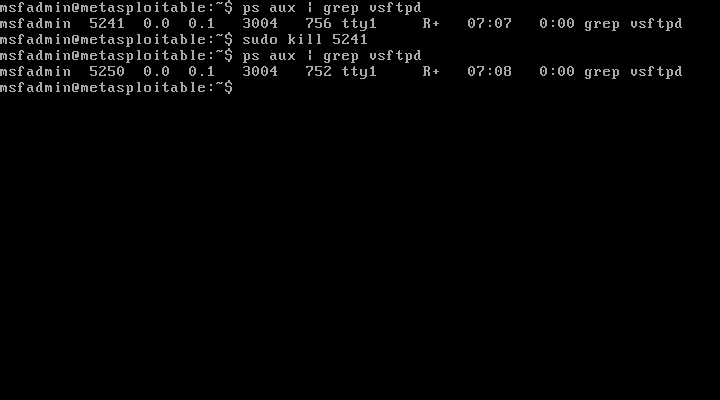 msfadmin@metasploitable:~$ ps aux | grep vsftpd
msfadmin  5241  0.0  0.1   3004   756 tty1     R+   07:07   0:00 grep vsftpd
msfadmin@metasploitable:~$ sudo kill 5241
msfadmin@metasploitable:~$ ps aux | grep vsftpd
msfadmin  5250  0.0  0.1   3004   752 tty1     R+   07:08   0:00 grep vsftpd
msfadmin@metasploitable:~$